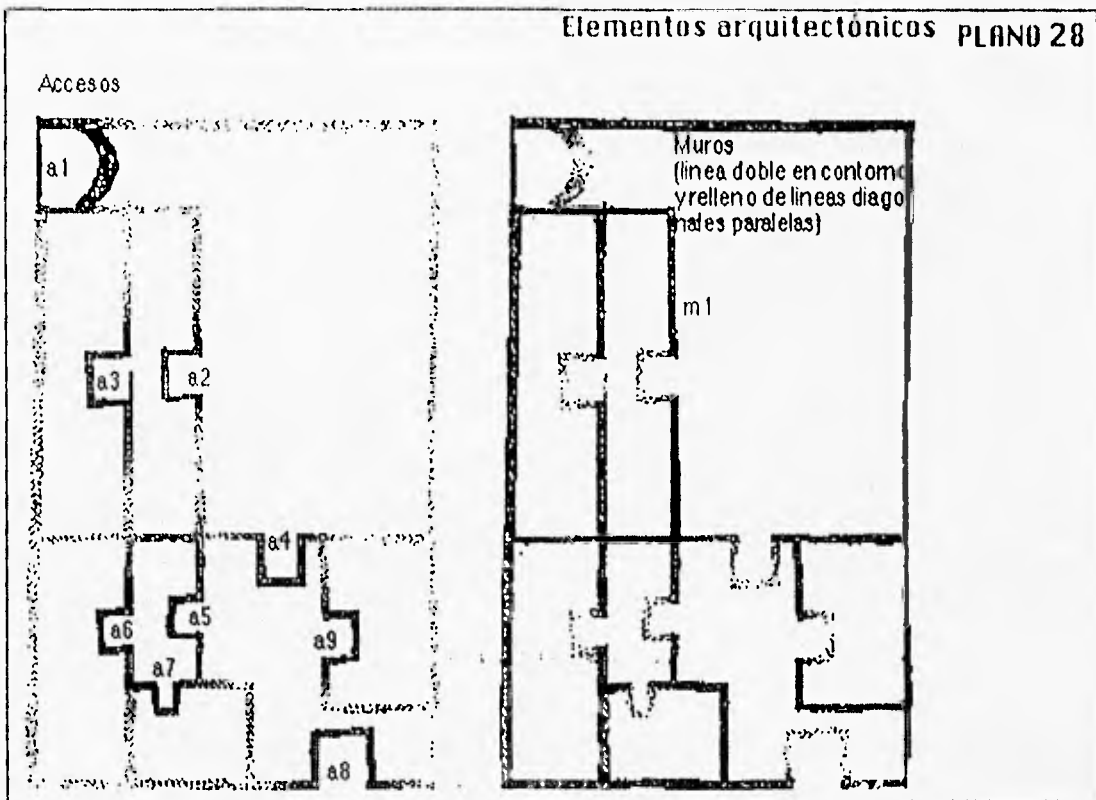 Elementos arquitectónicos PLANO 28
Accesos
a1
a3
a2
a4
a6
a5
a9
a7
a8
Muros
(linea doble en contorno
y relleno de lineas diago
nales paralelas)
m1